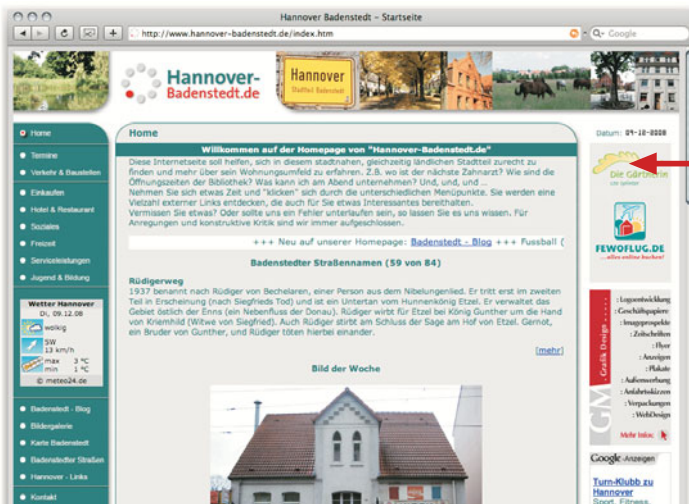 Hannover Badenstedt – Startseite
http://www.hannover-badenstedt.de/index.htm
Google
Hannover-
Badenstedt.de
Hannover
Stadtteil Badenstedt
Home
Termine
Verkehr & Baustellen
Einkaufen
Hotel & Restaurant
Soziales
Freizeit
Serviceleistungen
Jugend & Bildung
Wetter Hannover
Di, 09.12.08
wolkig
SW
13 km/h
max 3 °C
min 1 °C
© meteo24.de
Badenstedt - Blog
Bildergalerie
Karte Badenstedt
Badenstedter Straßen
Hannover - Links
Kontakt
Home
Willkommen auf der Homepage von "Hannover-Badenstedt.de"
Diese Internetseite soll helfen, sich in diesem stadtnahen, gleichzeitig ländlichen Stadtteil zurecht zu
finden und mehr über sein Wohnungsumfeld zu erfahren. Z.B. wo ist der nächste Zahnarzt? Wie sind die
Öffnungszeiten der Bibliothek? Was kann ich am Abend unternehmen? Und, und, und ...
Nehmen Sie sich etwas Zeit und "klicken" sich durch die unterschiedlichen Menüpunkte. Sie werden eine
Vielzahl externer Links entdecken, die auch für Sie etwas Interessantes bereithalten.
Vermissen Sie etwas? Oder sollte uns ein Fehler unterlaufen sein, so lassen Sie es uns wissen. Für
Anregungen und konstruktive Kritik sind wir immer aufgeschlossen.
+++ Neu auf unserer Homepage: Badenstedt - Blog +++ Fussball (
Badenstedter Straßennamen (59 von 84)
Rüdigerweg
1937 benannt nach Rüdiger von Bechelaren, einer Person aus dem Nibelungenlied. Er tritt erst im zweiten
Teil in Erscheinung (nach Siegfrieds Tod) und ist ein Untertan vom Hunnenkönig Etzel. Er verwaltet das
Gebiet östlich der Enns (ein Nebenfluss der Donau). Rüdiger wirbt für Etzel bei König Gunther um die Hand
von Kriemhild (Witwe von Siegfried). Auch Rüdiger stirbt am Schluss der Sage am Hof von Etzel. Gernot,
ein Bruder von Gunther, und Rüdiger töten hierbei einander.
[mehr]
Bild der Woche
Datum: 09-12-2008
Die Gärtnerin
FEWOFLUG.DE
...alles online buchen!
GM. Grafik Design
: Logoentwicklung
: Geschäftspapiere
: Imageprospekte
: Zeitschriften
: Flyer
: Anzeigen
: Plakate
: Außenwerbung
: Anfahrtskizzen
: Verpackungen
: WebDesign
Mehr Infos:
Google-Anzeigen
Turn-Klubb zu
Hannover
Sport, Fitness,